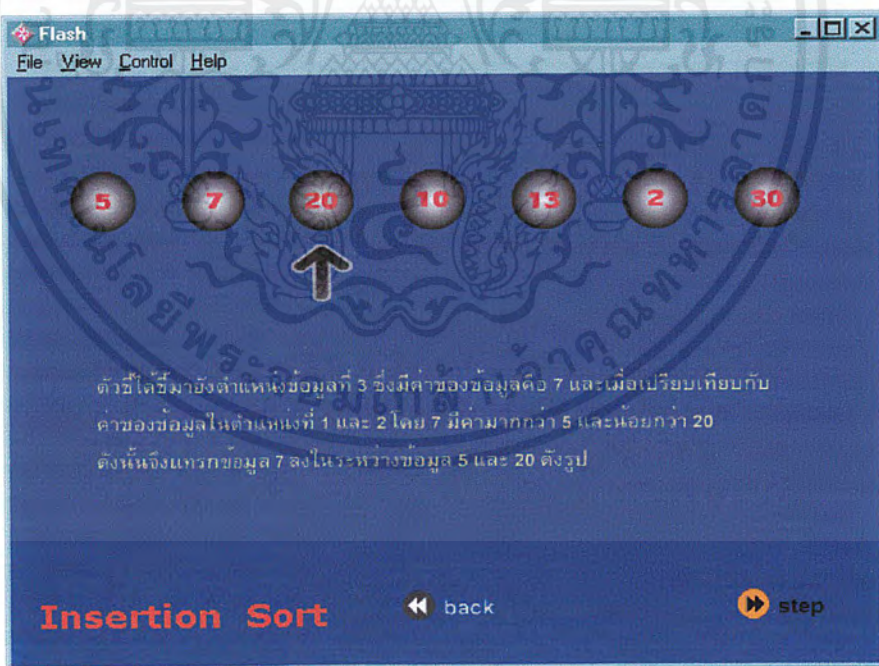 Flash
File View Control Help
5 7 20 10 13 2 30
ตัวชี้ได้ชี้มายังตำแหน่งข้อมูลที่ 3 ซึ่งมีค่าของข้อมูลคือ 7 และเมื่อเปรียบเทียบกับ
ค่าของข้อมูลในตำแหน่งที่ 1 และ 2 โดย 7 มีค่ามากกว่า 5 และน้อยกว่า 20
ดังนั้นจึงแทรกข้อมูล 7 ลงในระหว่างข้อมูล 5 และ 20 ดังรูป
Insertion Sort back step